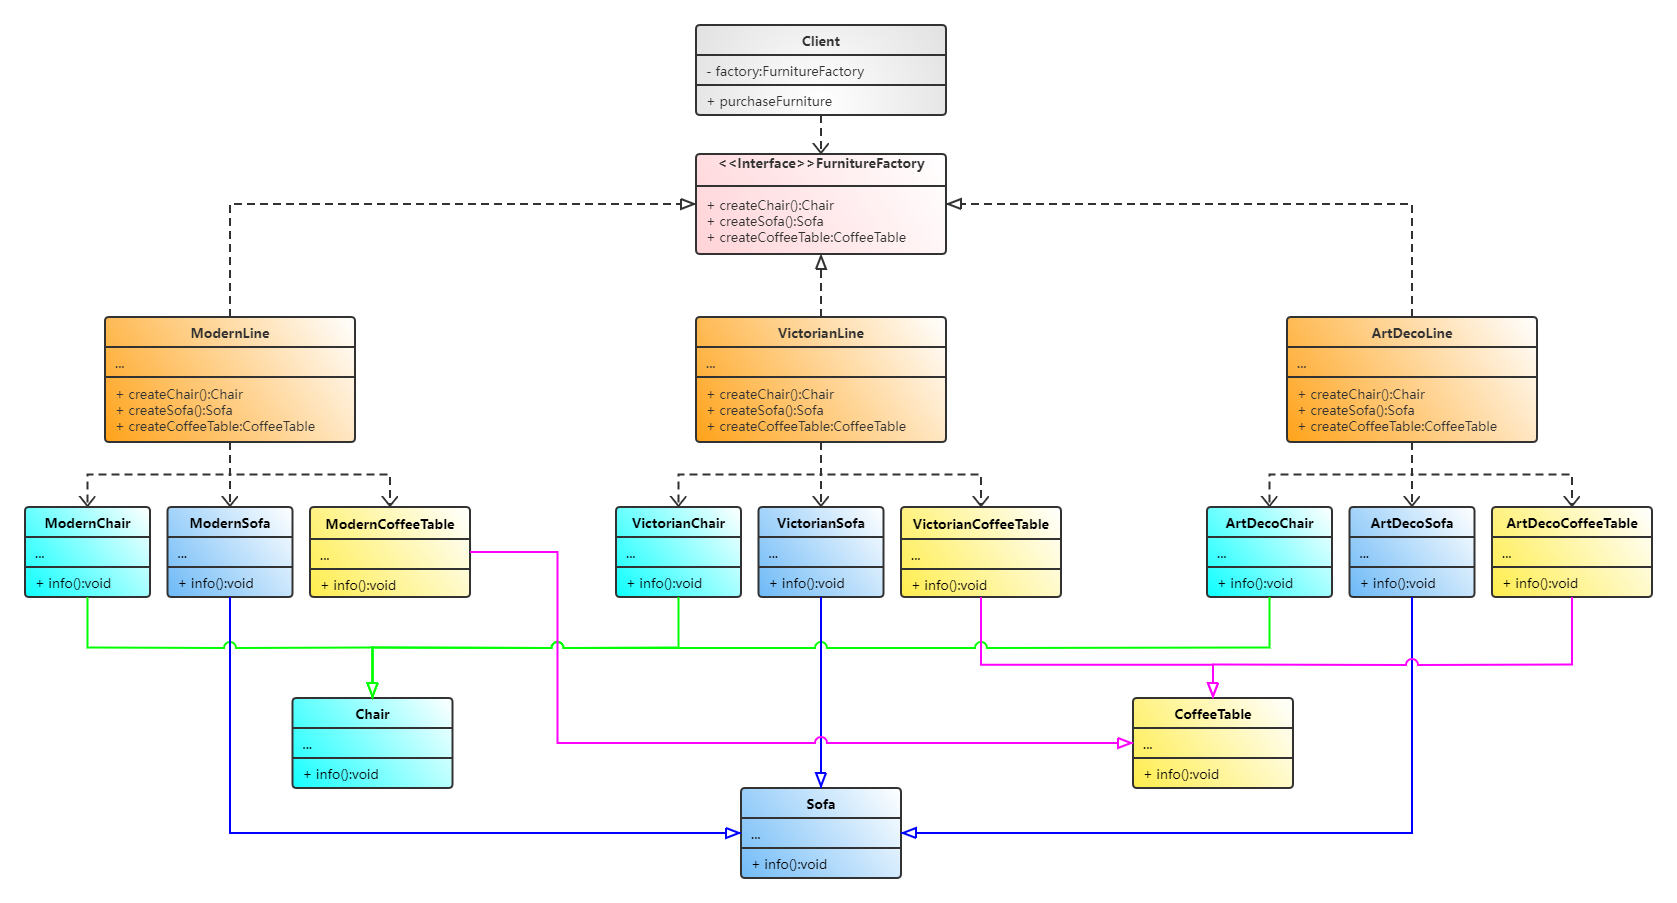 Client
- factory:FurnitureFactory
+ purchaseFurniture
<<Interface>>FurnitureFactory
+ createChair():Chair
+ createSofa():Sofa
+ createCoffeeTable:CoffeeTable
ModernLine
...
+ createChair():Chair
+ createSofa():Sofa
+ createCoffeeTable:CoffeeTable
VictorianLine
...
+ createChair():Chair
+ createSofa():Sofa
+ createCoffeeTable:CoffeeTable
ArtDecoLine
...
+ createChair():Chair
+ createSofa():Sofa
+ createCoffeeTable:CoffeeTable
ModernChair
...
+ info():void
ModernSofa
...
+ info():void
ModernCoffeeTable
...
+ info():void
VictorianChair
...
+ info():void
VictorianSofa
...
+ info():void
VictorianCoffeeTable
...
+ info():void
ArtDecoChair
...
+ info():void
ArtDecoSofa
...
+ info():void
ArtDecoCoffeeTable
...
+ info():void
Chair
...
+ info():void
CoffeeTable
...
+ info():void
Sofa
...
+ info():void